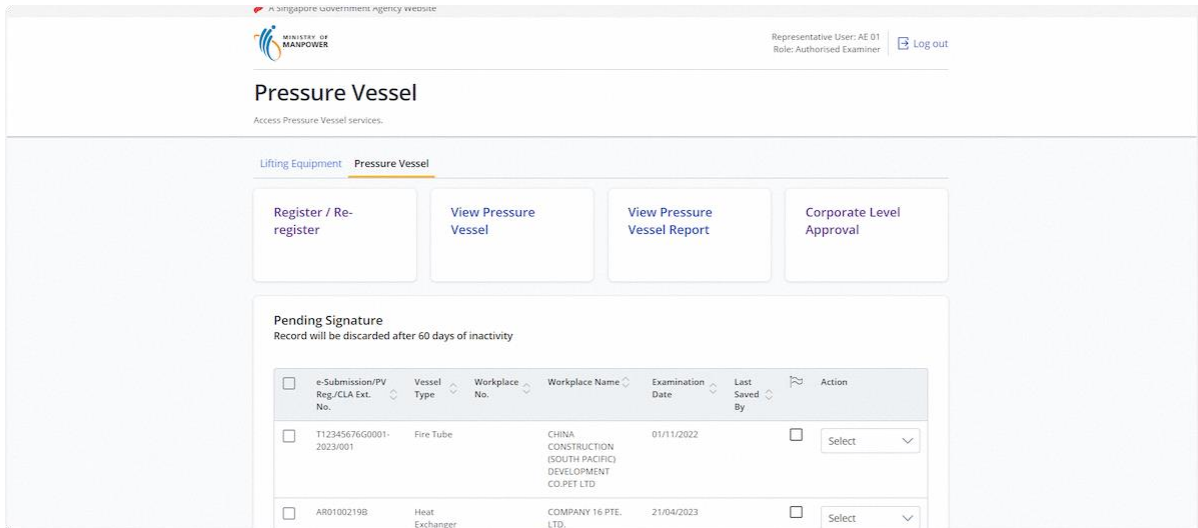 A Singapore Government Agency Website
MINISTRY OF
MANPOWER
Representative User: AE 01
Role: Authorised Examiner
Log out
Pressure Vessel
Access Pressure Vessel services.
Lifting Equipment
Pressure Vessel
Register / Re-
register
View Pressure
Vessel
View Pressure
Vessel Report
Corporate Level
Approval
Pending Signature
Record will be discarded after 60 days of inactivity
e-Submission/PV
Reg./CLA Ext.
No.
Vessel
Type
Workplace
No.
Workplace Name
Examination
Date
Last
Saved
By
Action
T12345676G0001-
2023/001
Fire Tube
CHINA
CONSTRUCTION
(SOUTH PACIFIC)
DEVELOPMENT
CO.PET LTD
01/11/2022
Select
AR0100219B
Heat
Exchanger
COMPANY 16 PTE.
LTD.
21/04/2023
Select